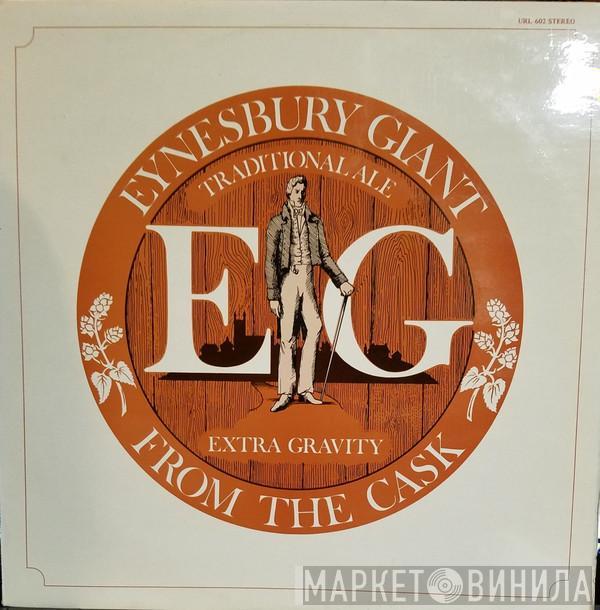 URL 602 STEREO
EYNESBURY GIANT
TRADITIONAL ALE
EG
EXTRA GRAVITY
FROM THE CASK
МАРКЕТ ВИНИЛА